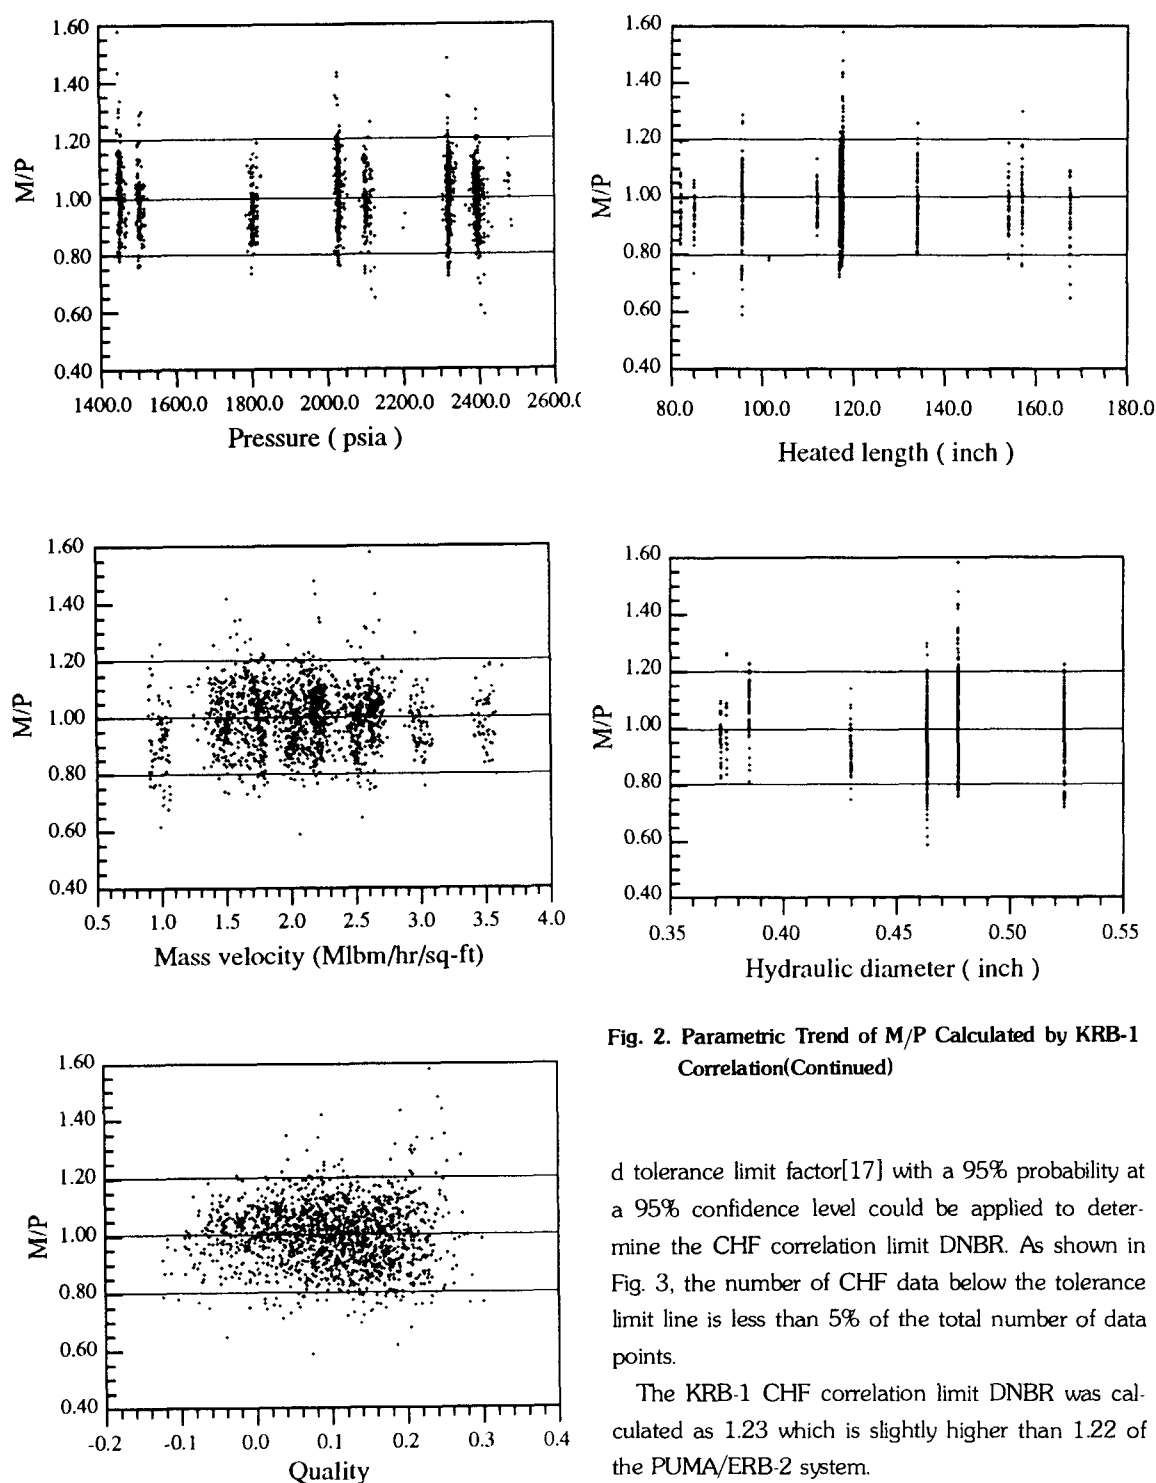 1.60
1.40
1.20
1.00
0.80
0.60
0.40
M/P
1400.0 1600.0 1800.0 2000.0 2200.0 2400.0 2600.(
Pressure ( psia )
1.60
1.40
1.20
1.00
0.80
0.60
0.40
M/P
80.0 100.0 120.0 140.0 160.0 180.0
Heated length ( inch )
1.60
1.40
1.20
1.00
0.80
0.60
0.40
M/P
0.5 1.0 1.5 2.0 2.5 3.0 3.5 4.0
Mass velocity (Mlbm/hr/sq-ft)
1.60
1.40
1.20
1.00
0.80
0.60
0.40
M/P
0.35 0.40 0.45 0.50 0.55
Hydraulic diameter ( inch )
1.60
1.40
1.20
1.00
0.80
0.60
0.40
M/P
-0.2 -0.1 0.0 0.1 0.2 0.3 0.4
Quality
Fig. 2. Parametric Trend of M/P Calculated by KRB-1
Correlation(Continued)
d tolerance limit factor[17] with a 95% probability at
a 95% confidence level could be applied to deter-
mine the CHF correlation limit DNBR. As shown in
Fig. 3, the number of CHF data below the tolerance
limit line is less than 5% of the total number of data
points.
The KRB-1 CHF correlation limit DNBR was cal-
culated as 1.23 which is slightly higher than 1.22 of
the PUMA/ERB-2 system.